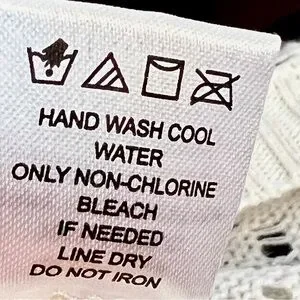 HAND WASH COOL
WATER
ONLY NON-CHLORINE
BLEACH
IF NEEDED
LINE DRY
DO NOT IRON